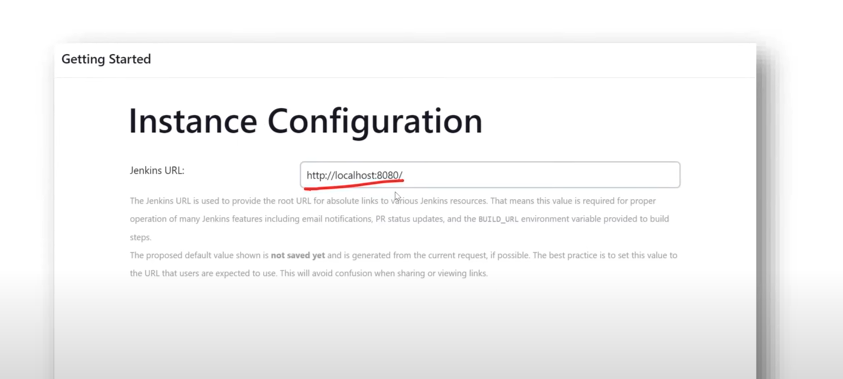 Getting Started
Instance Configuration
Jenkins URL:
http://localhost:8080/
The Jenkins URL is used to provide the root URL for absolute links to various Jenkins resources. That means this value is required for proper
operation of many Jenkins features including email notifications, PR status updates, and the BUILD_URL environment variable provided to build
steps.
The proposed default value shown is not saved yet and is generated from the current request, if possible. The best practice is to set this value to
the URL that users are expected to use. This will avoid confusion when sharing or viewing links.